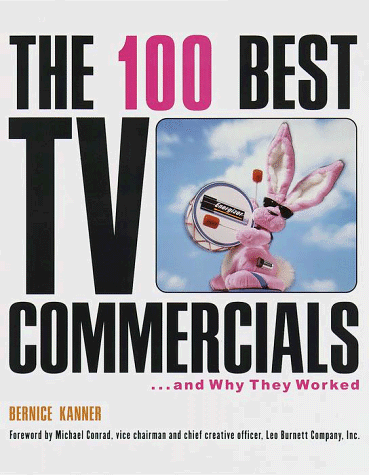 THE 100 BEST
TV
Energizer
COMMERCIALS
...and Why They Worked
BERNICE KANNER
Foreword by Michael Conrad, vice chairman and chief creative officer, Leo Burnett Company, Inc.